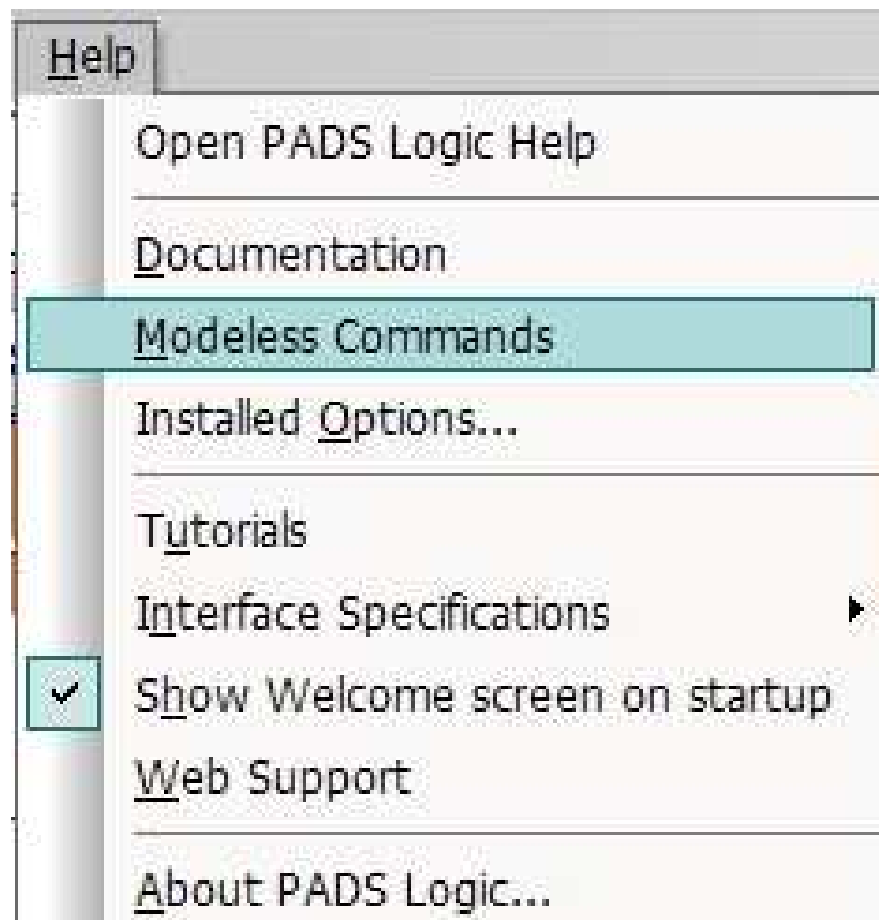 Help
Open PADS Logic Help
Documentation
Modeless Commands
Installed Options...
Tutorials
Interface Specifications
Show Welcome screen on startup
Web Support
About PADS Logic...